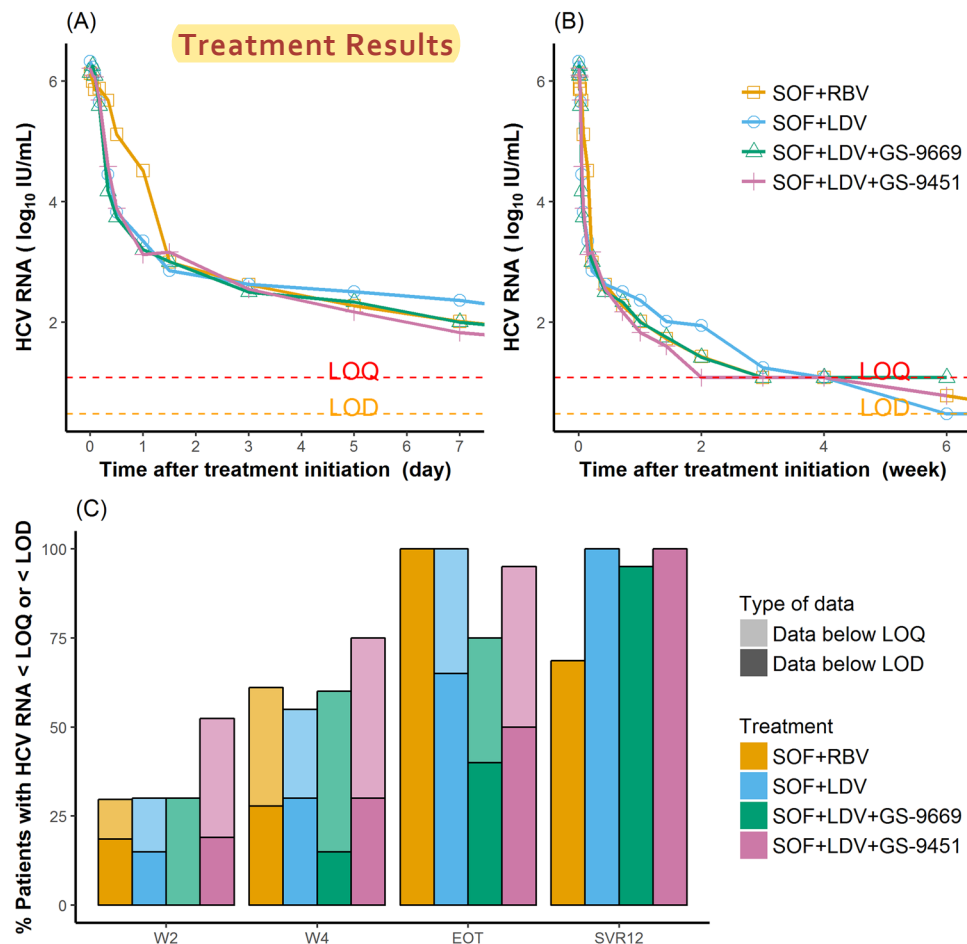 (A)
Treatment Results
(B)
HCV RNA ( log10 IU/mL)
6
4
2
LOQ
LOD
0 1 2 3 4 5 6 7
Time after treatment initiation (day)
HCV RNA ( log10 IU/mL)
6
4
2
SOF+RBV
SOF+LDV
SOF+LDV+GS-9669
SOF+LDV+GS-9451
LOQ
LOD
0 2 4 6
Time after treatment initiation (week)
(C)
% Patients with HCV RNA < LOQ or < LOD
100
75
50
25
0
W2 W4 EOT SVR12
Type of data
Data below LOQ
Data below LOD
Treatment
SOF+RBV
SOF+LDV
SOF+LDV+GS-9669
SOF+LDV+GS-9451